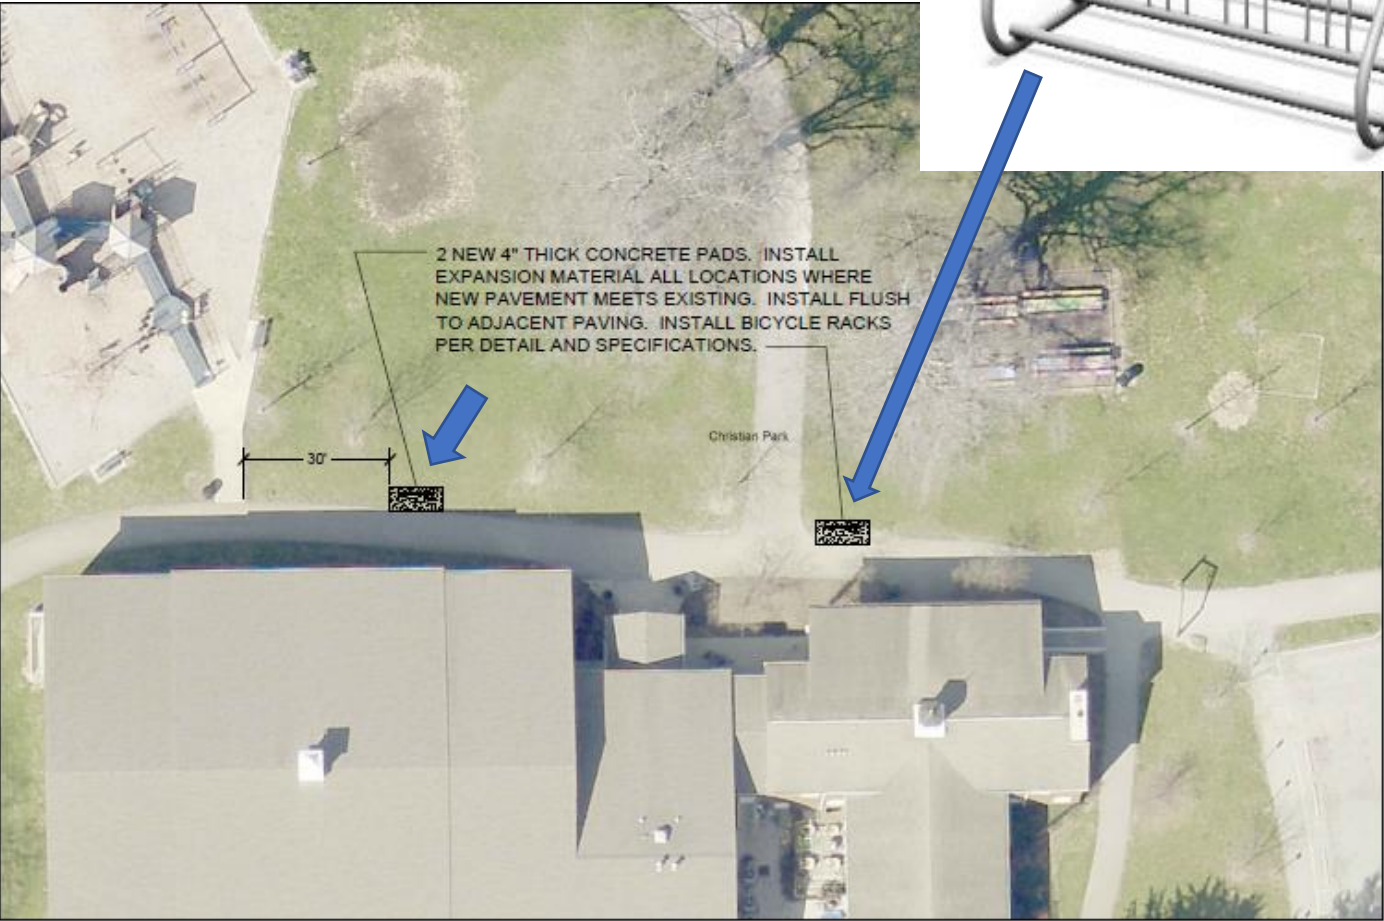 2 NEW 4" THICK CONCRETE PADS. INSTALL
EXPANSION MATERIAL ALL LOCATIONS WHERE
NEW PAVEMENT MEETS EXISTING. INSTALL FLUSH
TO ADJACENT PAVING. INSTALL BICYCLE RACKS
PER DETAIL AND SPECIFICATIONS.
Christian Park
30'